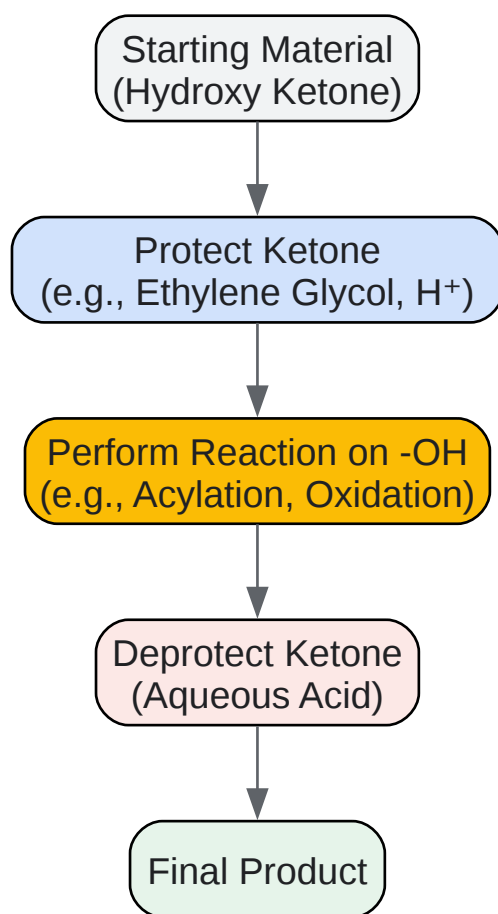 Starting Material
(Hydroxy Ketone)
Protect Ketone
(e.g., Ethylene Glycol, H⁺)
Perform Reaction on -OH
(e.g., Acylation, Oxidation)
Deprotect Ketone
(Aqueous Acid)
Final Product